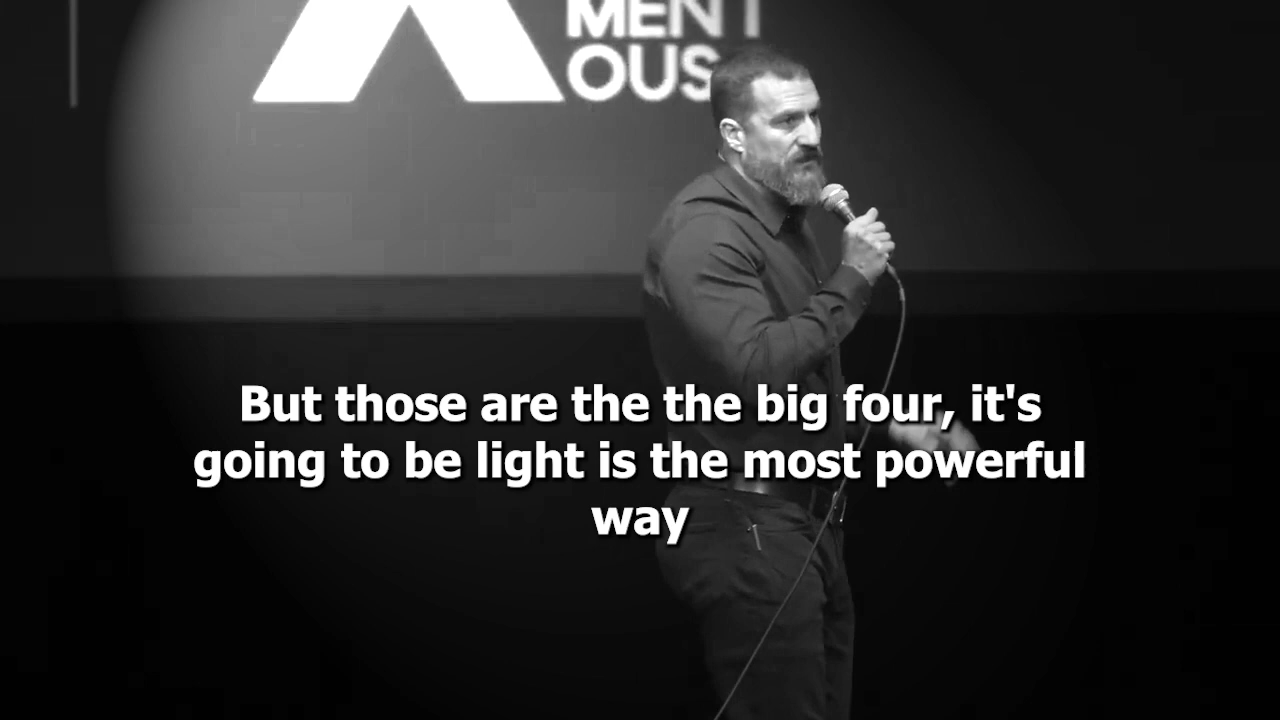 MENT
OUS
But those are the the big four, it's
going to be light is the most powerful
way